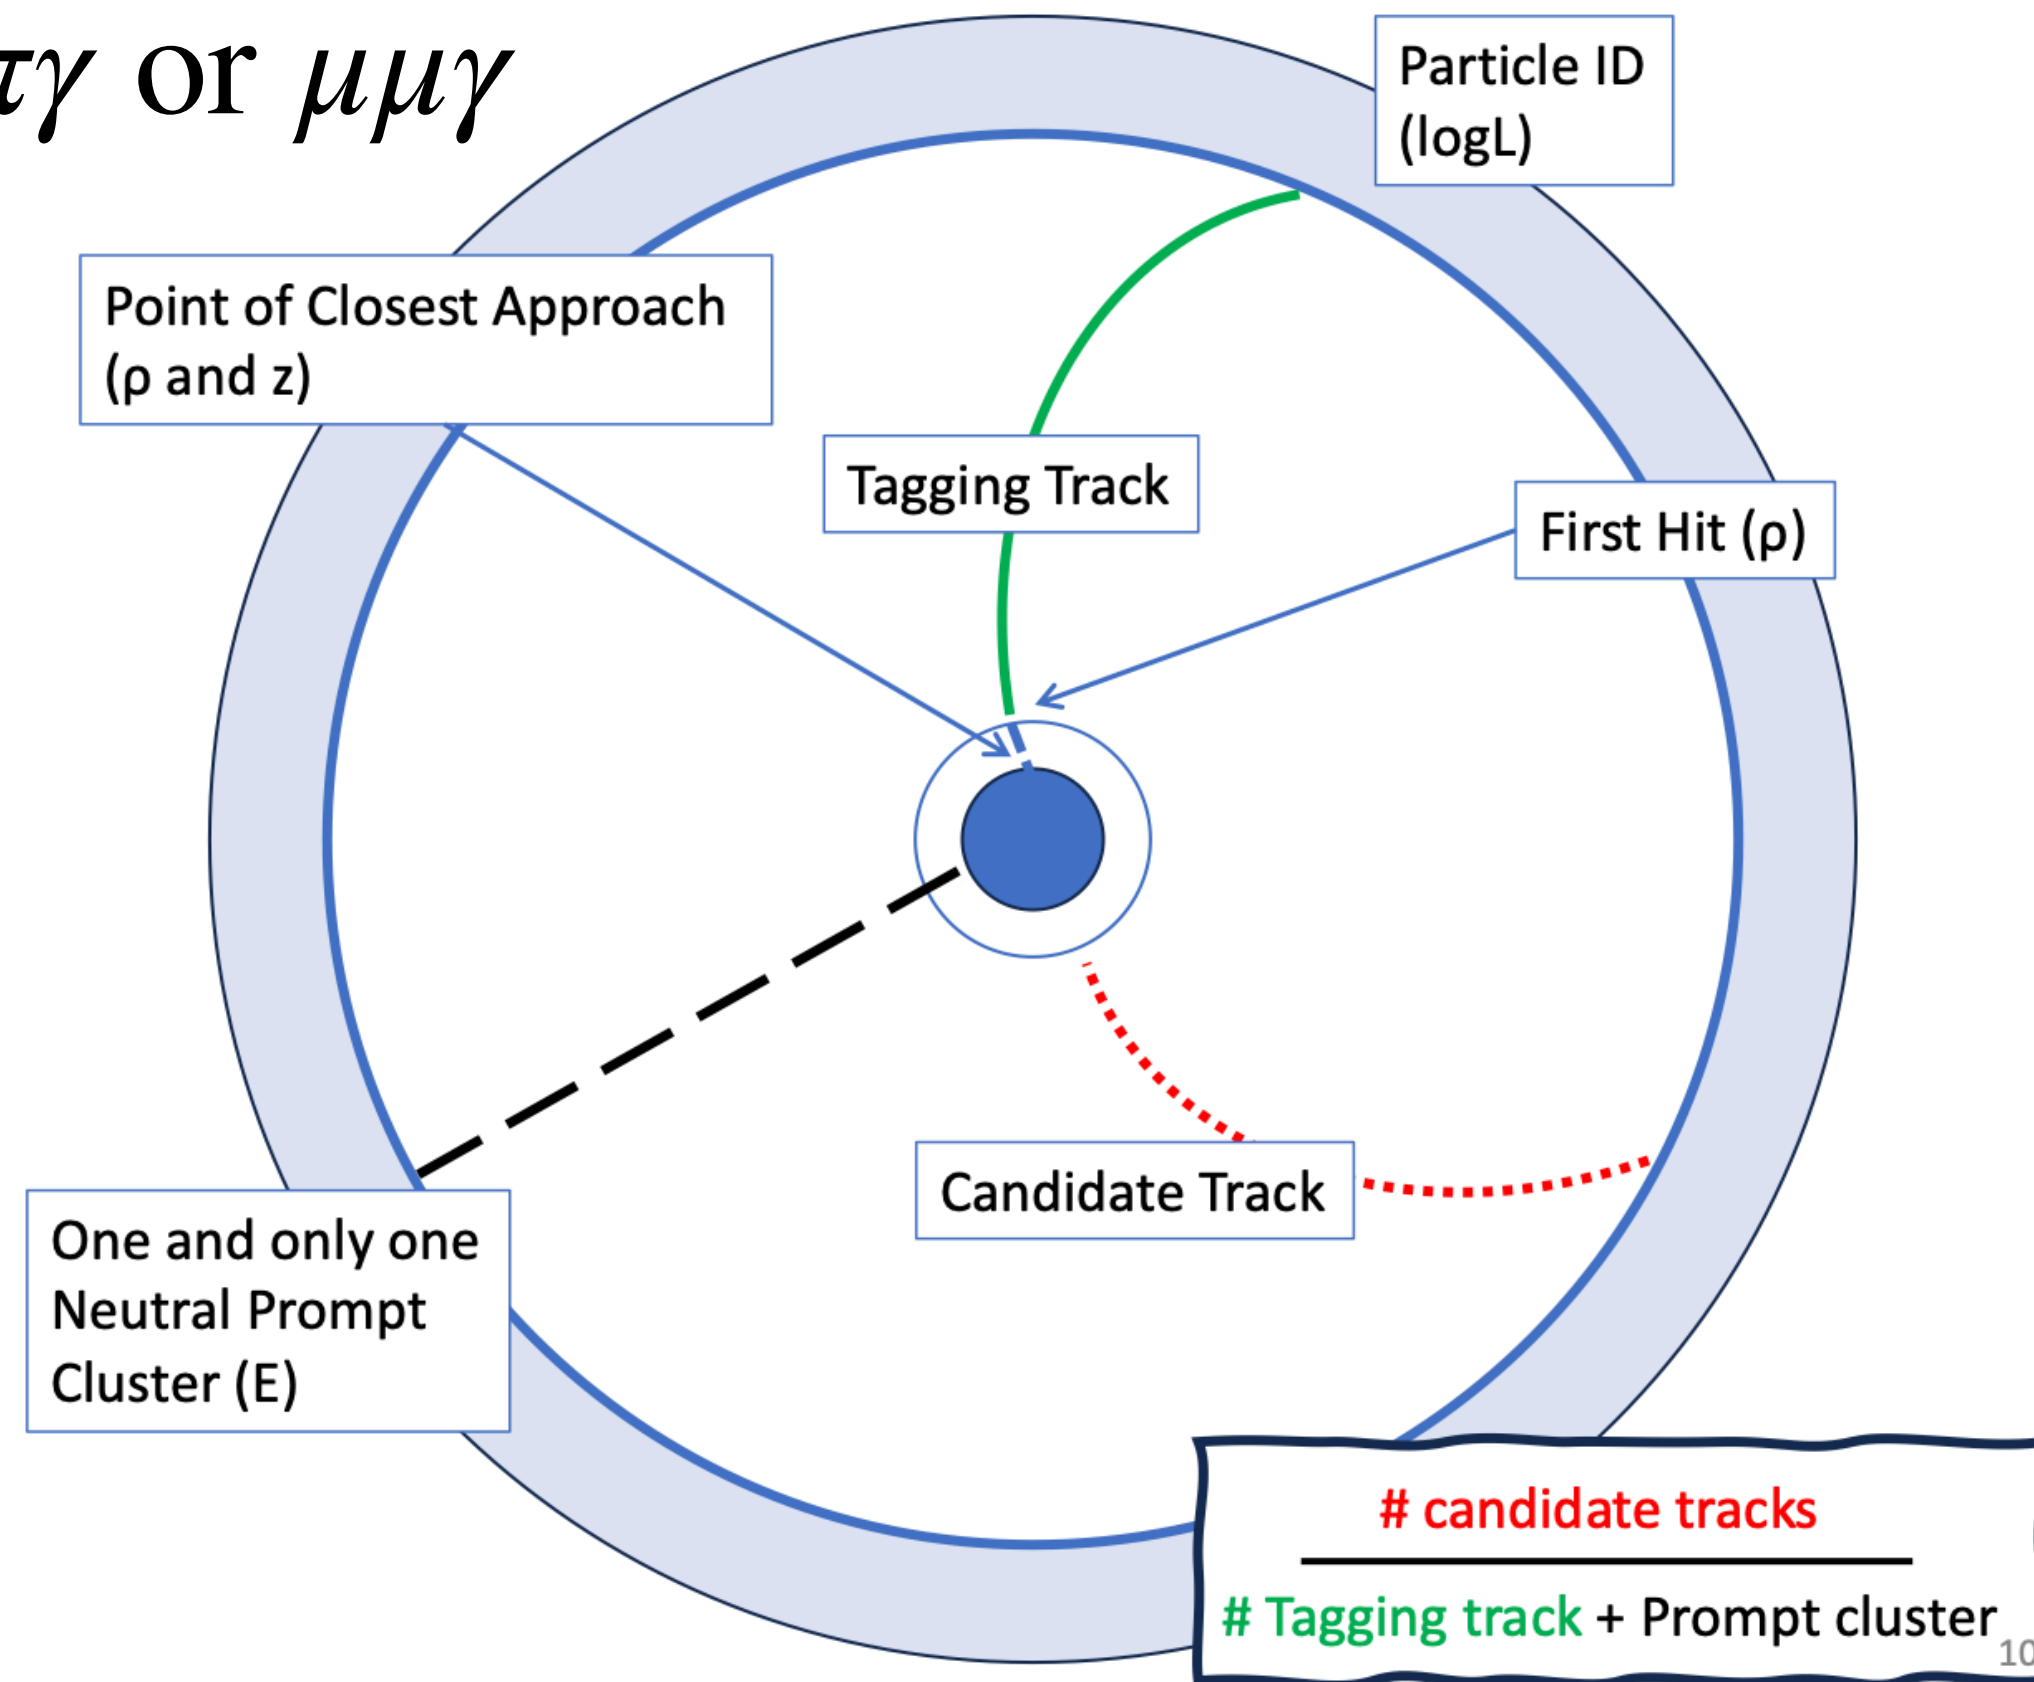 πγ or μμγ
Particle ID
(logL)
Point of Closest Approach
(ρ and z)
Tagging Track
First Hit (ρ)
Candidate Track
One and only one
Neutral Prompt
Cluster (E)
# candidate tracks
# Tagging track + Prompt cluster
10